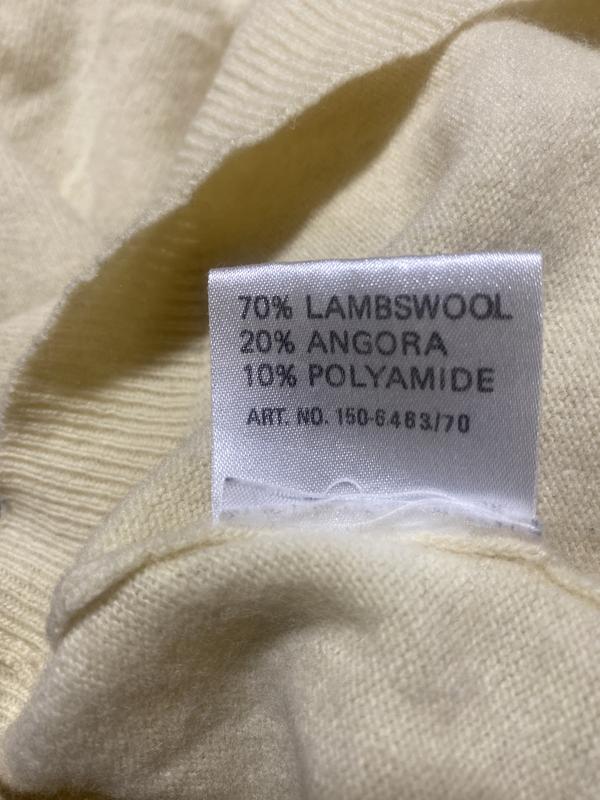 70% LAMBSWOOL
20% ANGORA
10% POLYAMIDE
ART. NO. 150-6463/70